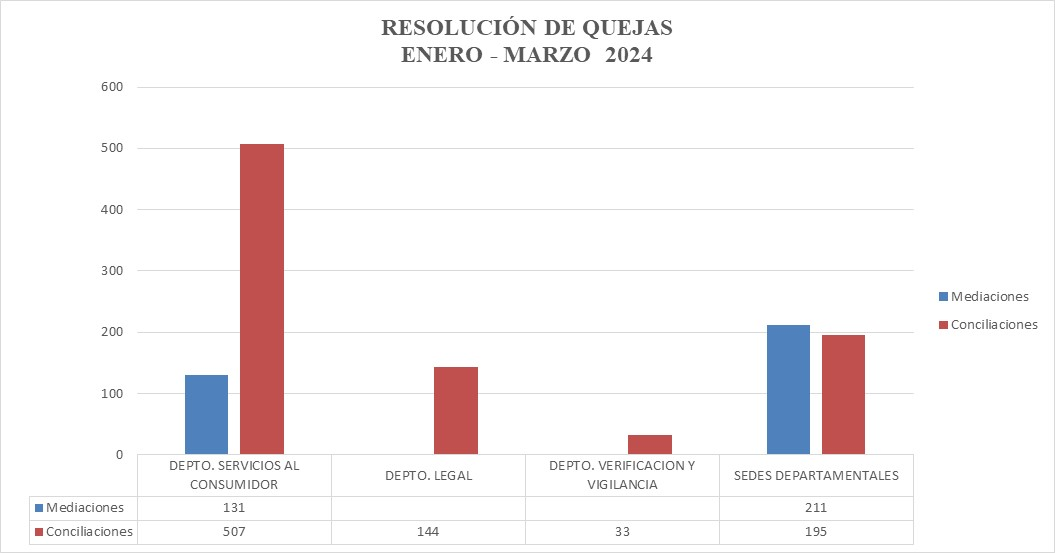 RESOLUCIÓN DE QUEJAS
ENERO - MARZO 2024
600
500
400
300
200
100
0
Mediaciones
Conciliaciones
DEPTO. SERVICIOS AL
CONSUMIDOR
DEPTO. LEGAL
DEPTO. VERIFICACION Y
VIGILANCIA
SEDES DEPARTAMENTALES
Mediaciones 131 211
Conciliaciones 507 144 33 195